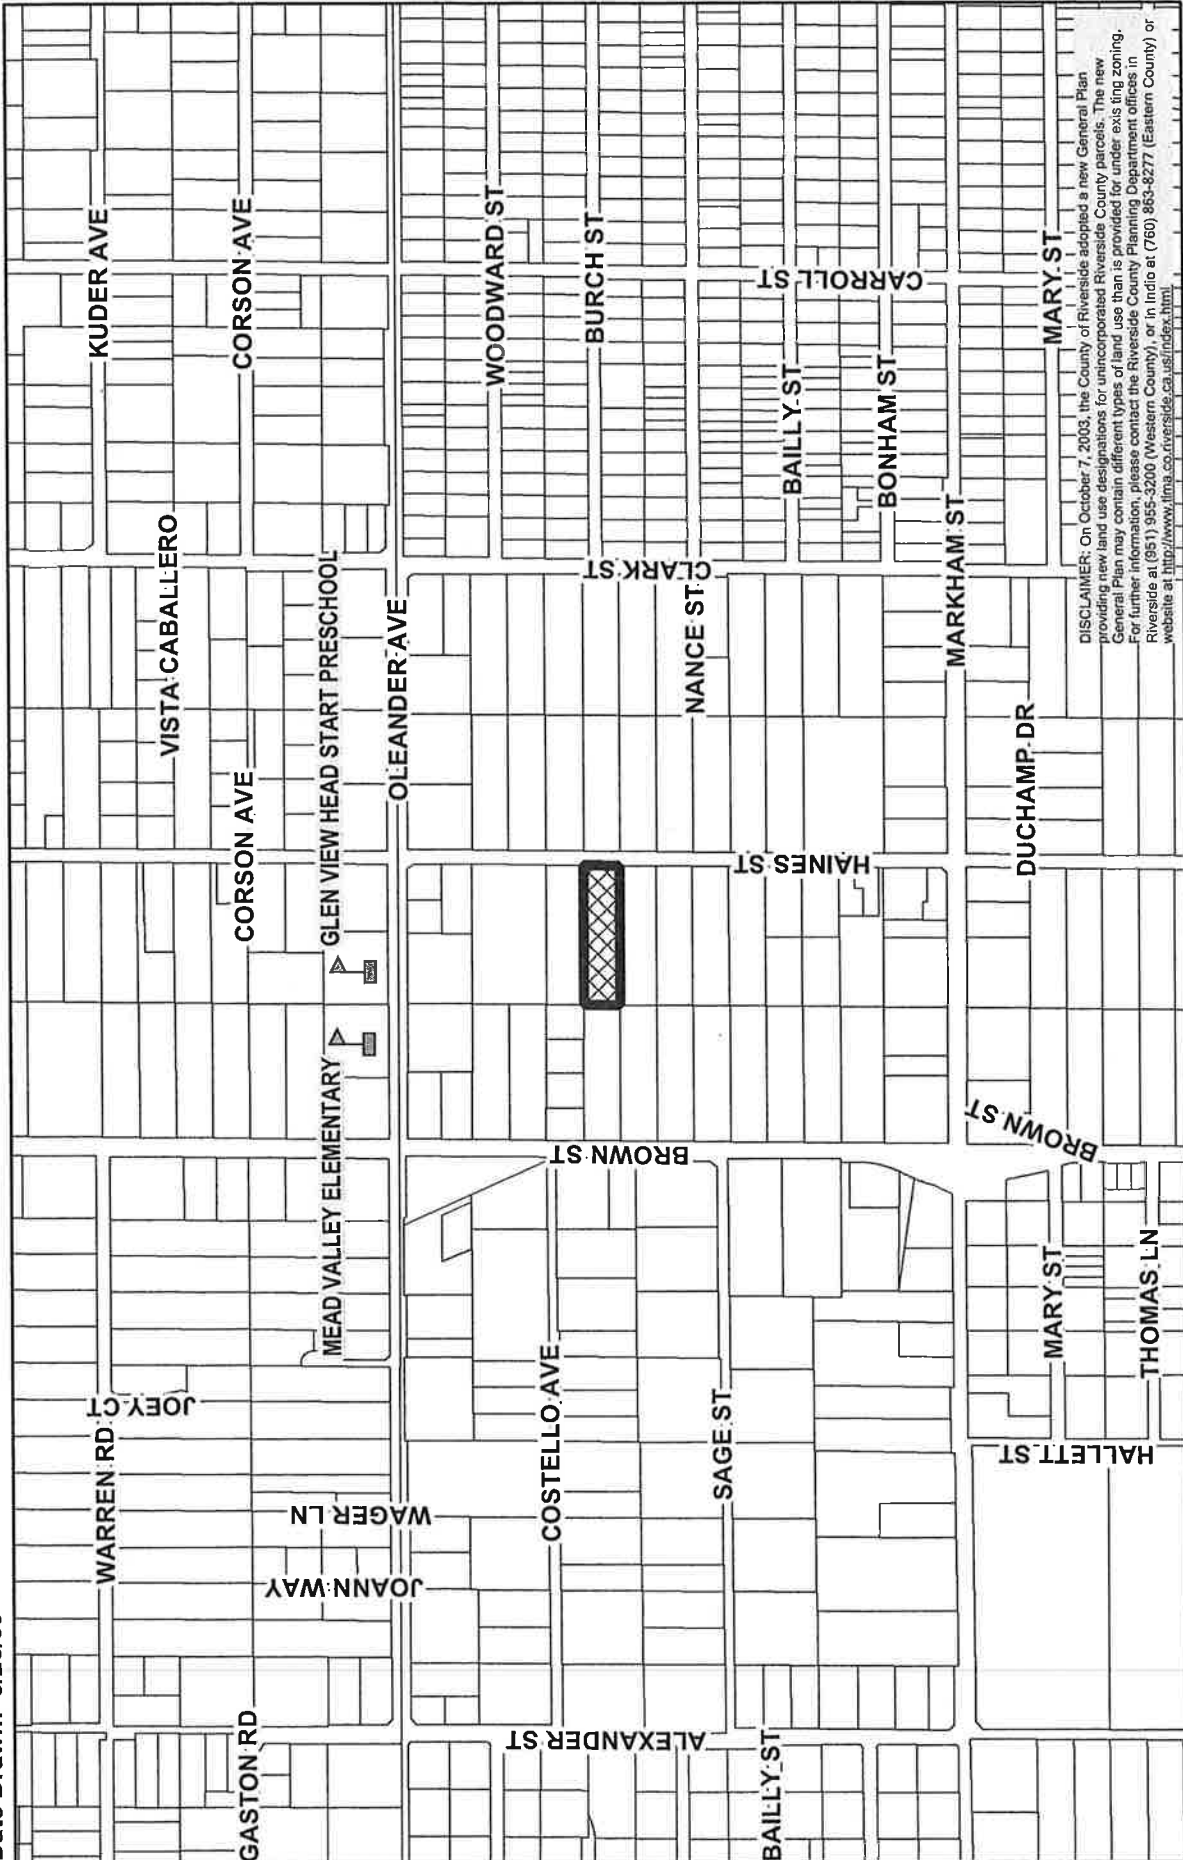 KUDER AVE
CORSON AVE
WOODWARD ST
BURCH ST
CARROLL ST
MARY ST
BAILLY ST
BONHAM ST
VISTA CABALLERO
GLEN VIEW HEAD START PRESCHOOL
OLEANDER AVE
CLARK ST
NANCE ST
MARKHAM ST
CORSON AVE
HAINES ST
DUCHAMP DR
MEAD VALLEY ELEMENTARY
BROWN ST
BROWN ST
JOEY CT
WARREN RD
WAGER LN
JOANN WAY
COSTELLO AVE
SAGE ST
MARY ST
THOMAS LN
HALLETT ST
GASTON RD
ALEXANDER ST
BAILLY ST
DISCLAIMER: On October 7, 2003, the County of Riverside adopted a new General Plan
providing new land use designations for unincorporated Riverside County parcels. The new
General Plan may contain different types of land use than is provided for under existing zoning.
For further information, please contact the Riverside County Planning Department offices in
Riverside at (951) 955-3200 (Western County), or in Indio at (760) 863-8277 (Eastern County) or
website at http://www.tlma.co.riverside.ca.us/index.html